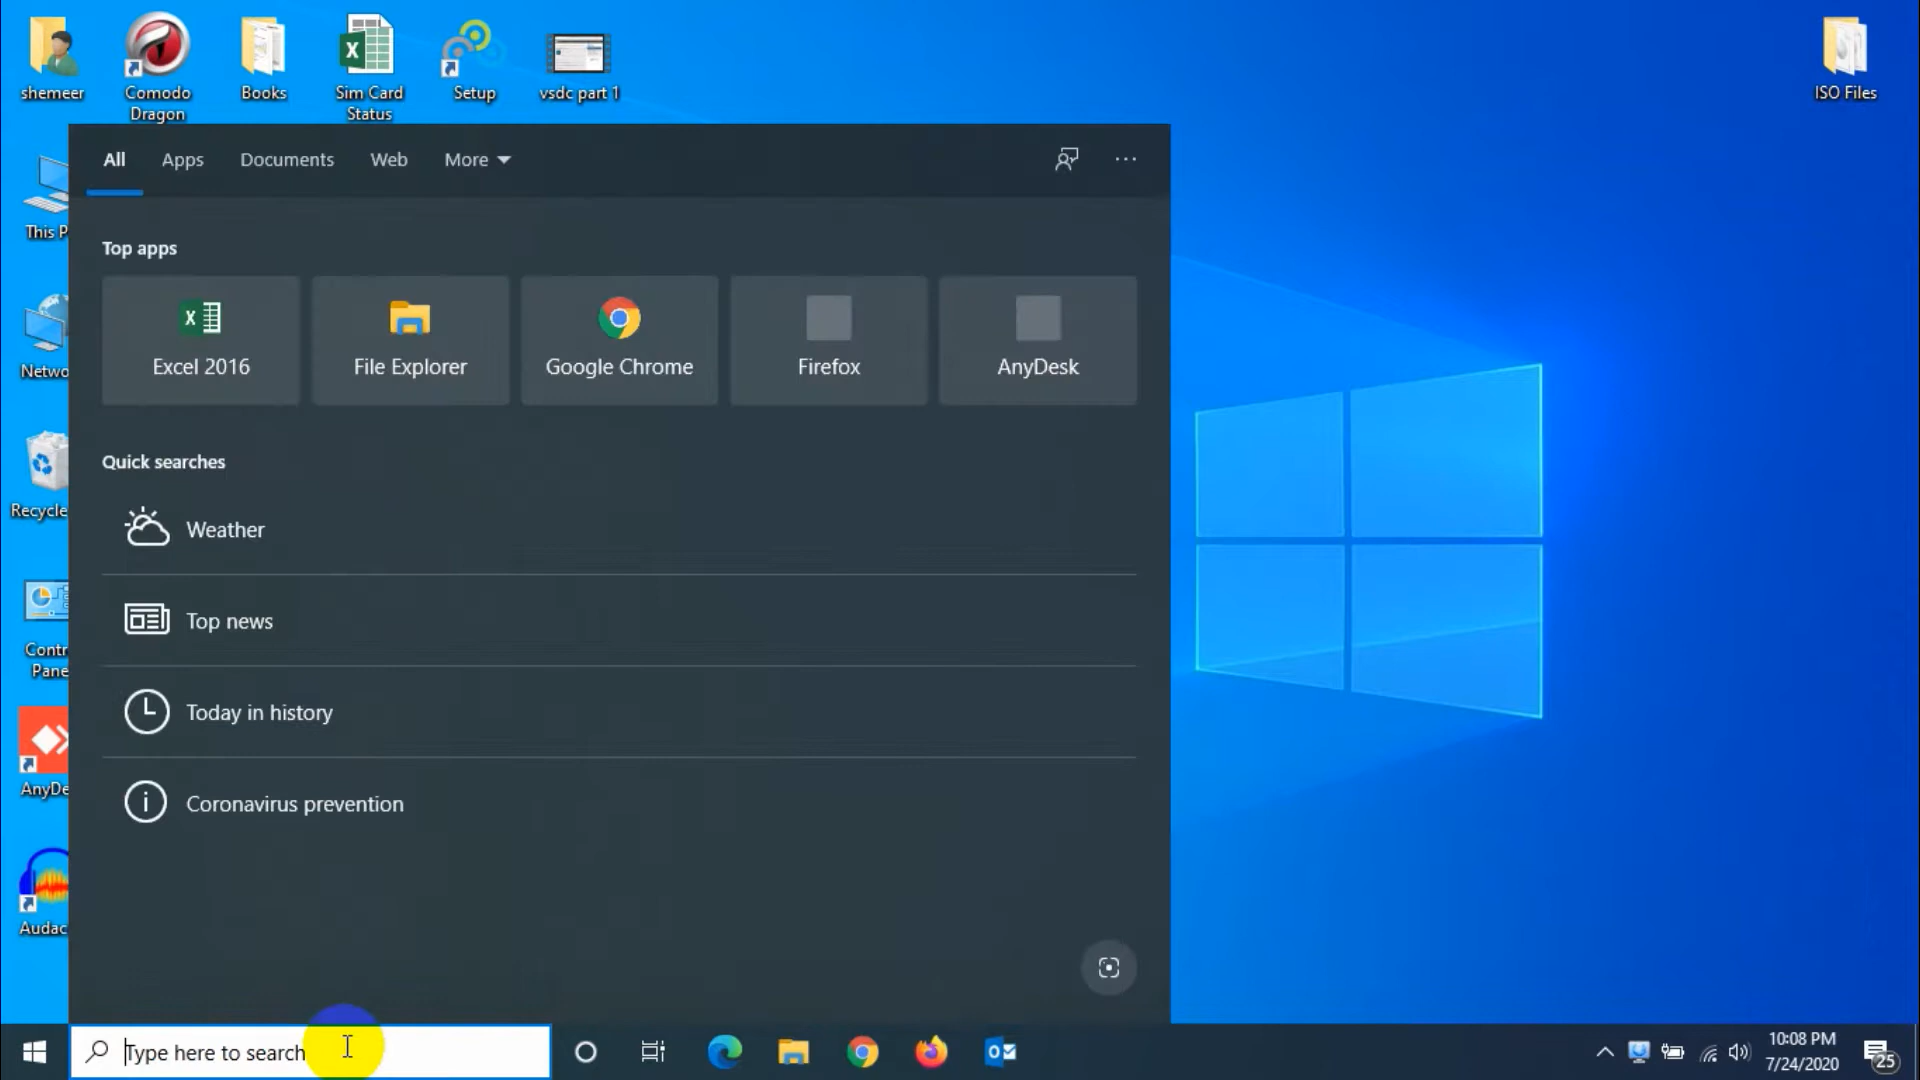 shemeer
Comodo
Dragon
Books
Sim Card
Status
Setup
vsdc part 1
ISO Files
All
Apps
Documents
Web
More
This P
Top apps
Excel 2016
File Explorer
Google Chrome
Firefox
AnyDesk
Netwo
Quick searches
Recycle
Weather
Top news
Contr
Pane
Today in history
AnyDe
Coronavirus prevention
Audac
Type here to search
10:08 PM
7/24/2020
25